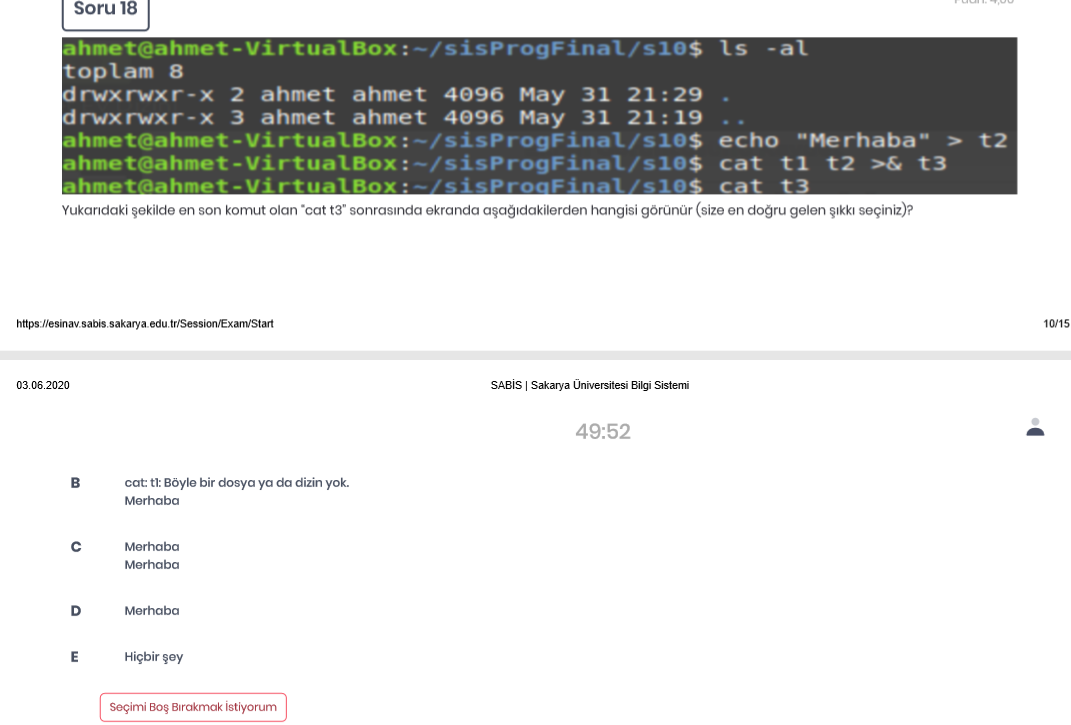 Soru 18
ahmet@ahmet-VirtualBox:~/sisProgFinal/s10$ ls -al
toplam 8
drwxrwxr-x 2 ahmet ahmet 4096 May 31 21:29 .
drwxrwxr-x 3 ahmet ahmet 4096 May 31 21:19 ..
ahmet@ahmet-VirtualBox:~/sisProgFinal/s10$ echo "Merhaba" > t2
ahmet@ahmet-VirtualBox:~/sisProgFinal/s10$ cat t1 t2 >& t3
ahmet@ahmet-VirtualBox:~/sisProgFinal/s10$ cat t3
Yukarıdaki şekilde en son komut olan "cat t3" sonrasında ekranda aşağıdakilerden hangisi görünür (size en doğru gelen şıkkı seçiniz)?
https://esinav.sabis.sakarya.edu.tr/Session/Exam/Start 10/15
03.06.2020 SABİS | Sakarya Üniversitesi Bilgi Sistemi
49:52
B cat: t1: Böyle bir dosya ya da dizin yok.
Merhaba
C Merhaba
Merhaba
D Merhaba
E Hiçbir şey
Seçimi Boş Bırakmak İstiyorum